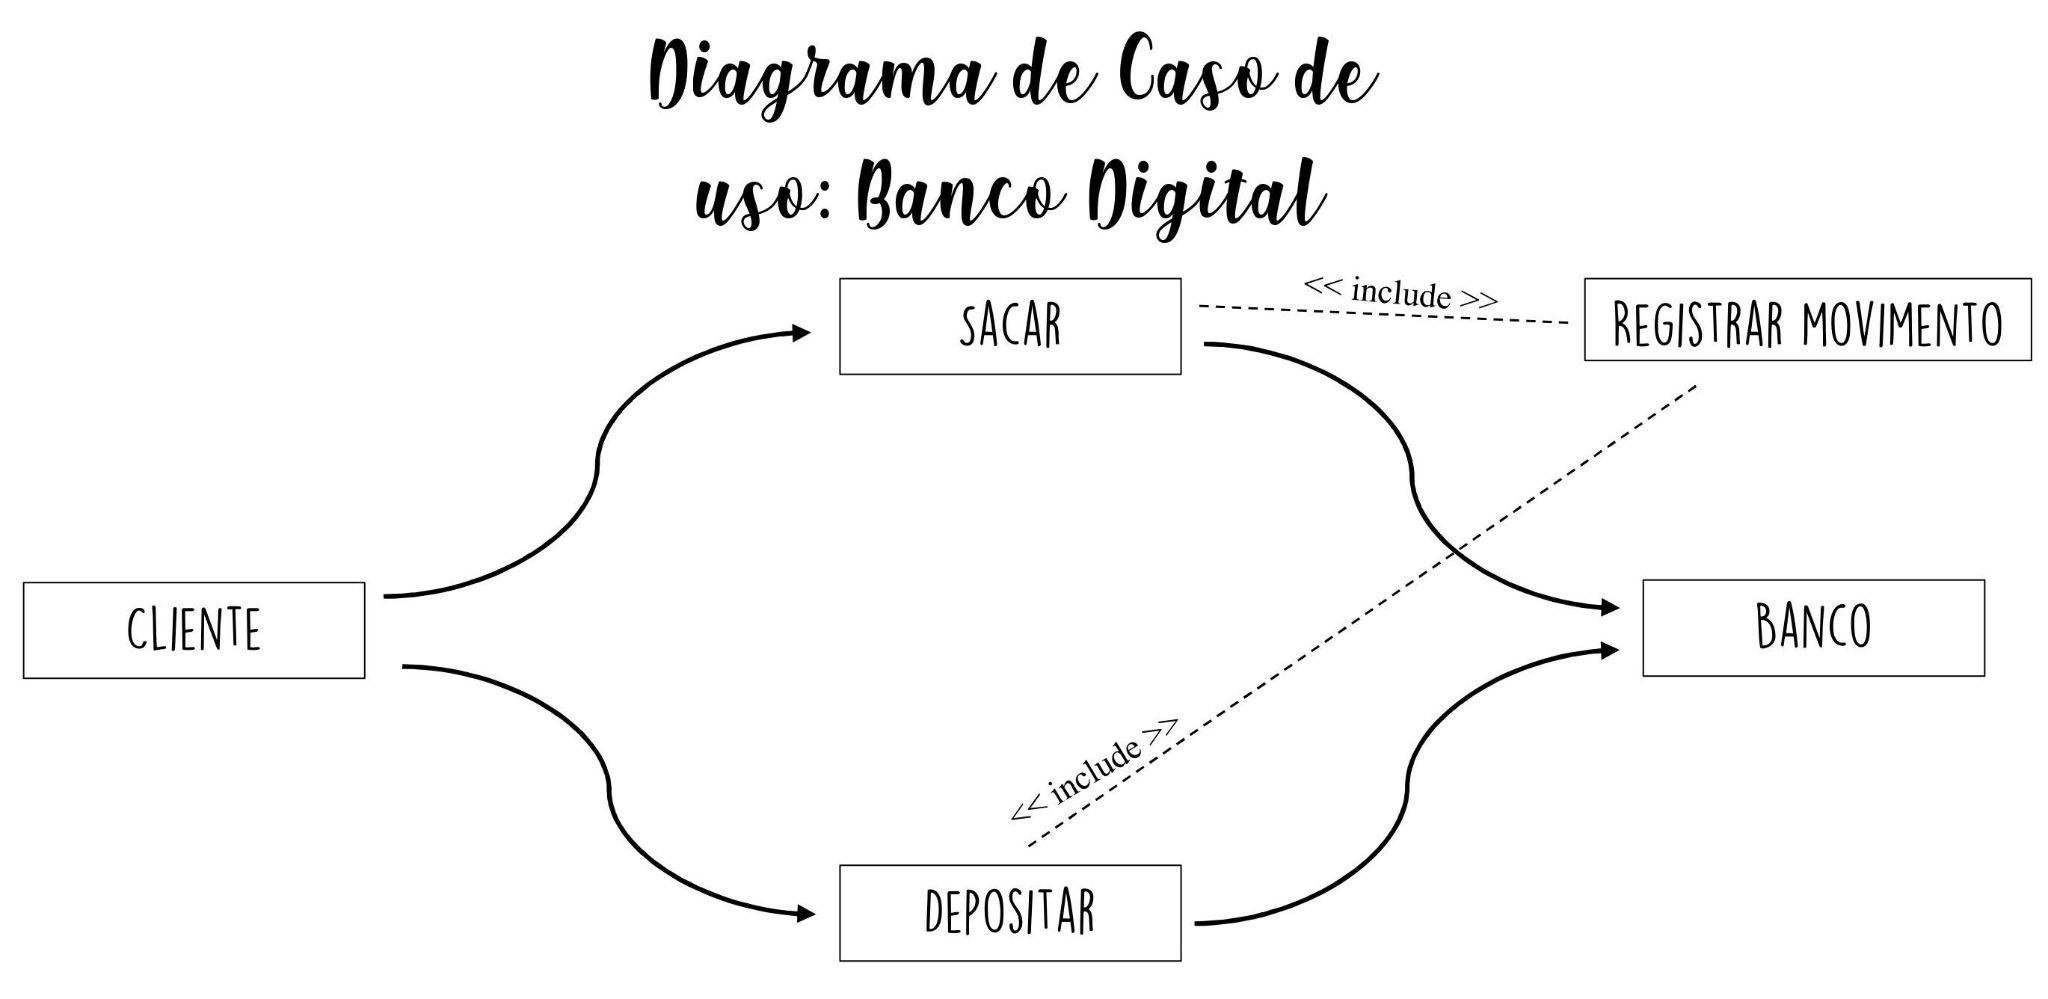 Diagrama de Caso de
uso: Banco Digital
SACAR
<< include >>
REGISTRAR MOVIMENTO
CLIENTE
BANCO
<< include >>
DEPOSITAR